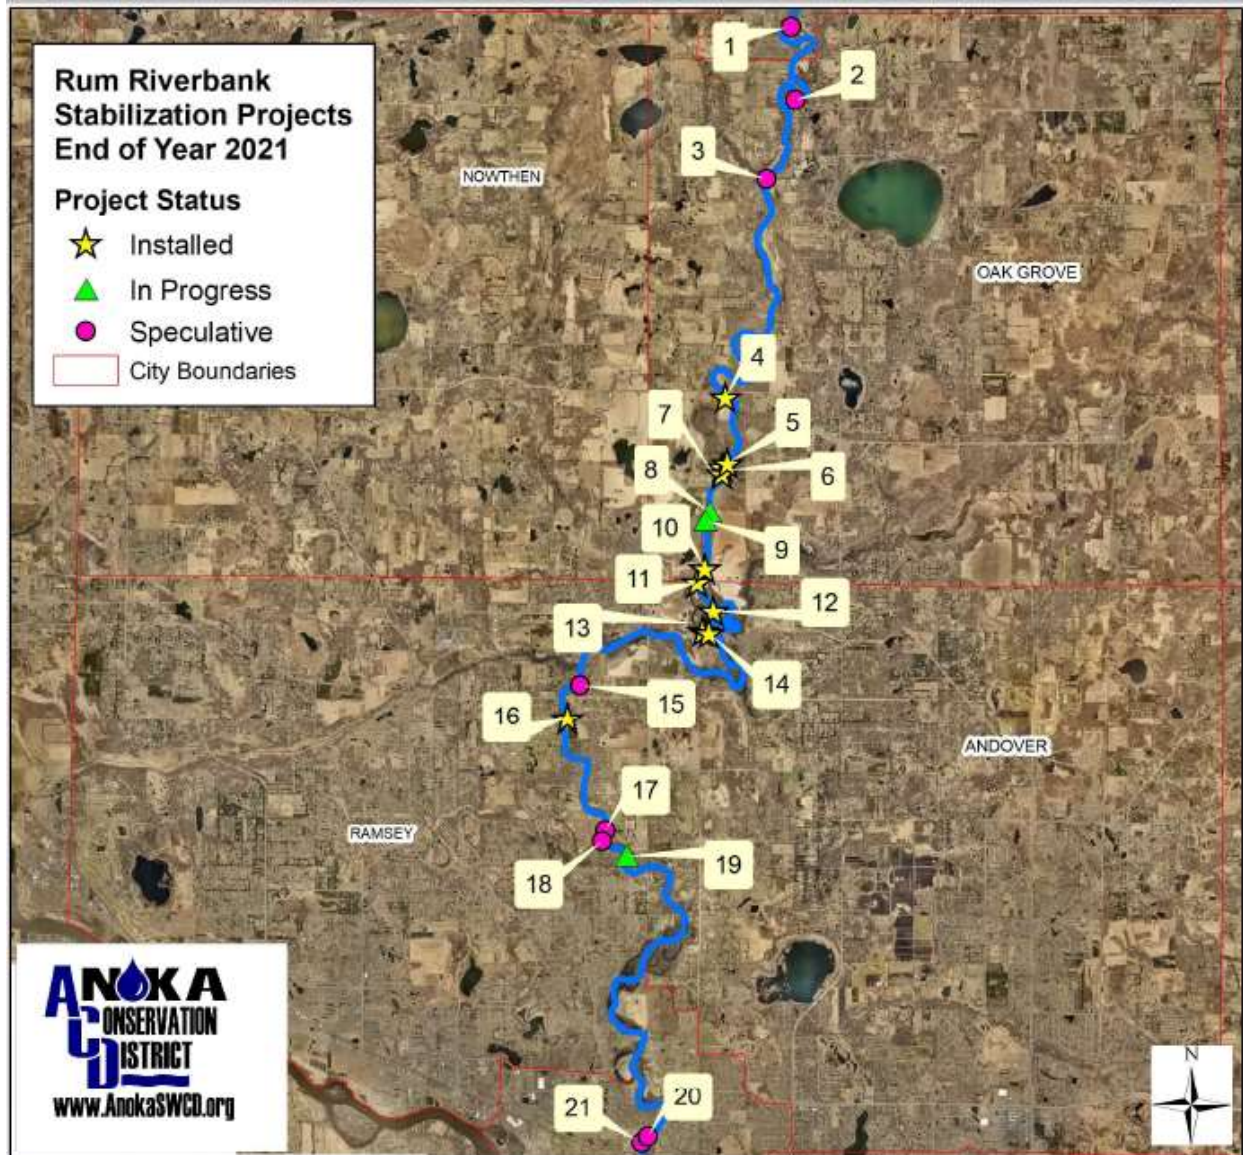 Rum Riverbank
Stabilization Projects
End of Year 2021
Project Status
Installed
In Progress
Speculative
City Boundaries
1
2
3
NOWTHEN
OAK GROVE
4
7
5
8
6
10
9
11
12
13
14
15
16
ANDOVER
17
RAMSEY
18
19
20
21
ANOKA
CONSERVATION
DISTRICT
www.AnokaSWCD.org
N